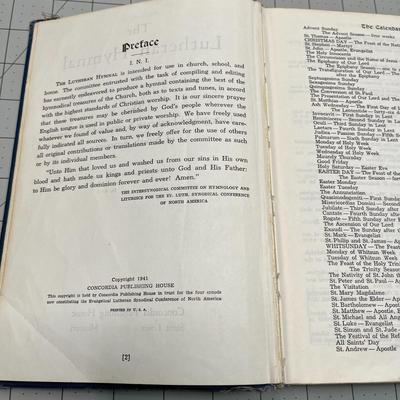 Preface
I. N. I.
THE LUTHERAN HYMNAL is intended for use in church, school, and
home. The committee entrusted with the task of compiling and editing
this hymnal has consistently endeavored to produce a hymnal containing the
hymnodical treasures of the Church, both as to texts and tunes, in accord
with the highest standards of Christian worship. It is our sincere prayer
that these treasures may be cherished by God's people wherever the
English tongue is used in public or private worship. We have freely used
whatever we found of value and, by way of acknowledgment, have care-
fully indicated all sources. In turn, we freely offer for the use of others
all original contributions or translations made by the committee as such
or by its individual members.
"Unto Him that loved us and washed us from our sins in His own
blood and hath made us kings and priests unto God and His Father;
to Him be glory and dominion forever and ever! Amen."
THE INTERSYNODICAL COMMITTEE ON HYMNOLOGY AND
LITURGICS FOR THE EV. LUTH. SYNODICAL CONFERENCE
OF NORTH AMERICA
Copyright 1941
CONCORDIA PUBLISHING HOUSE
This copyright is held by Concordia Publishing House in trust for the four synods
now constituting the Evangelical Lutheran Synodical Conference of North America
PRINTED IN U. S. A.
[2]
The Calendar
Advent Sunday
The Advent Season — Four weeks
St. Thomas — Apostle
CHRISTMAS DAY — The Feast of the Nativity
St. Stephen — Martyr
St. John — Apostle, Evangelist
The Holy Innocents
The Circumcision
The Epiphany of Our Lord
The Epiphany Season
The Transfiguration of Our Lord
Septuagesima Sunday
Sexagesima Sunday
Quinquagesima Sunday
The Conversion of St. Paul
The Presentation of Our Lord and The
St. Matthias — Apostle
Ash Wednesday — The First Day of
The Lententide
Invocavit — First Sunday in Lent
Reminiscere — Second Sunday in
Oculi — Third Sunday in Lent
Laetare — Fourth Sunday in Lent
Judica — Passion Sunday
Palmarum — Sixth Sunday in
Monday of Holy Week
Tuesday of Holy Week
Wednesday of Holy Week
Maundy Thursday
Good Friday
Holy Saturday — Easter Eve
EASTER DAY — The Feast of the
Easter Monday
Easter Tuesday
The Annunciation
Quasimodogeniti — First Sunday
Misericordias Domini — Second
Jubilate — Third Sunday after
Cantate — Fourth Sunday after
Rogate — Fifth Sunday after
The Ascension of Our Lord
Exaudi — The Sunday after the
St. Mark — Evangelist
St. Philip and St. James —
WHITSUNDAY — The Feast of
Monday of Whitsun Week
Tuesday of Whitsun Week
The Feast of the Holy Trinity
The Trinity Season
The Nativity of St. John
St. Peter and St. Paul —
The Visitation
St. Mary Magdalene
St. James the Elder — Apostle
St. Bartholomew — Apostle
St. Matthew — Apostle,
St. Michael and All Angels
St. Luke — Evangelist
St. Simon and St. Jude
The Festival of the Reformation
All Saints' Day
St. Andrew — Apostle